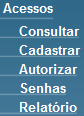 Acessos
Consultar
Cadastrar
Autorizar
Senhas
Relatório